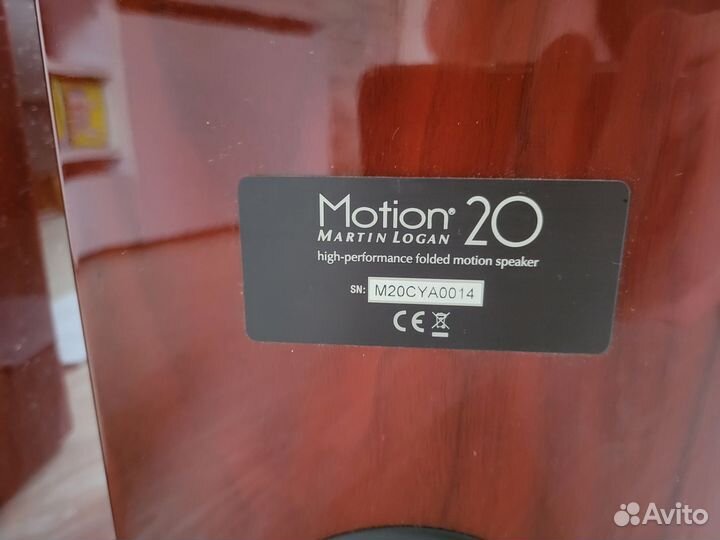 Motion® 20
MARTIN LOGAN
high-performance folded motion speaker
SN: M20CYA0014
CE
Avito